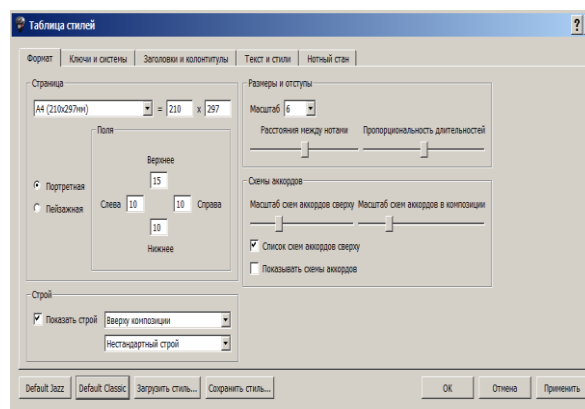 Таблица стилей
?
Формат
Ключи и системы
Заголовки и колонтитулы
Текст и стили
Нотный стан
Страница
A4 (210x297мм)
= 210 x 297
Поля
Верхнее
15
Портретная
Пейзажная
Слева 10
10 Справа
10
Нижнее
Строй
Показать строй
Вверху композиции
Нестандартный строй
Размеры и отступы
Масштаб 6
Расстояния между нотами
Пропорциональность длительностей
Схемы аккордов
Масштаб схем аккордов сверху
Масштаб схем аккордов в композиции
Список схем аккордов сверху
Показывать схемы аккордов
Default Jazz
Default Classic
Загрузить стиль...
Сохранить стиль...
OK
Отмена
Применить